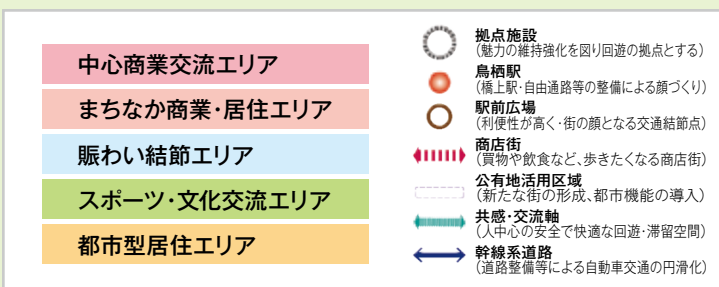 中心商業交流エリア
まちなか商業・居住エリア
賑わい結節エリア
スポーツ・文化交流エリア
都市型居住エリア
拠点施設
(魅力の維持強化を図り回遊の拠点とする)
鳥栖駅
(橋上駅・自由通路等の整備による顔づくり)
駅前広場
(利便性が高く・街の顔となる交通結節点)
商店街
(買物や飲食など、歩きたくなる商店街)
公有地活用区域
(新たな街の形成、都市機能の導入)
共感・交流軸
(人中心の安全で快適な回遊・滞留空間)
幹線系道路
(道路整備等による自動車交通の円滑化)